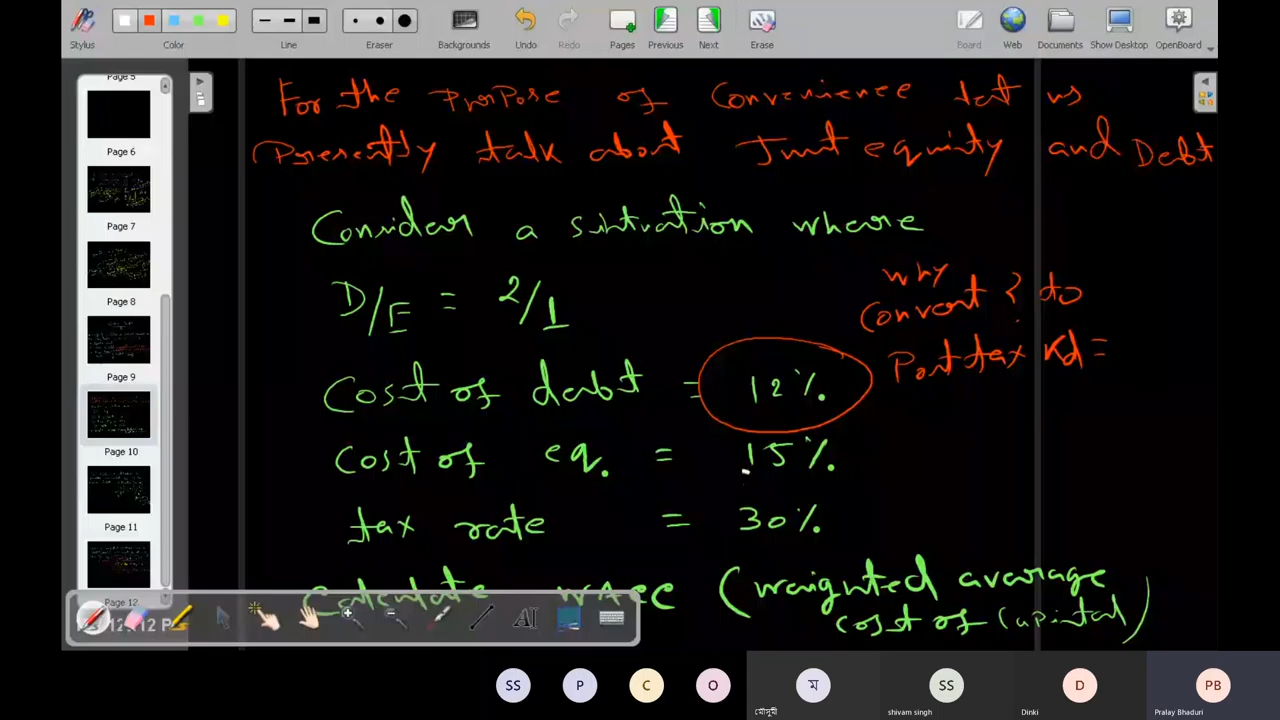 Stylus
Color
Line
Eraser
Backgrounds
Undo
Redo
Pages
Previous
Next
Erase
Board
Web
Documents
Show Desktop
OpenBoard
Page 5
Page 6
Page 7
Page 8
Page 9
Page 10
Page 11
Page 12
For the Purpose of Convenience let us
Presently talk about Just equity and Debt
Consider a situation where
D/E = 2/1
Why
Convert it to
Post tax Kd =
Cost of debt = 12%.
Cost of eq. = 15%.
tax rate = 30%.
Calculate WACC (Weighted average
cost of Capital)
SS
P
C
O
ম
মৌসুমী
SS
shivam singh
D
Dinki
PB
Pralay Bhaduri